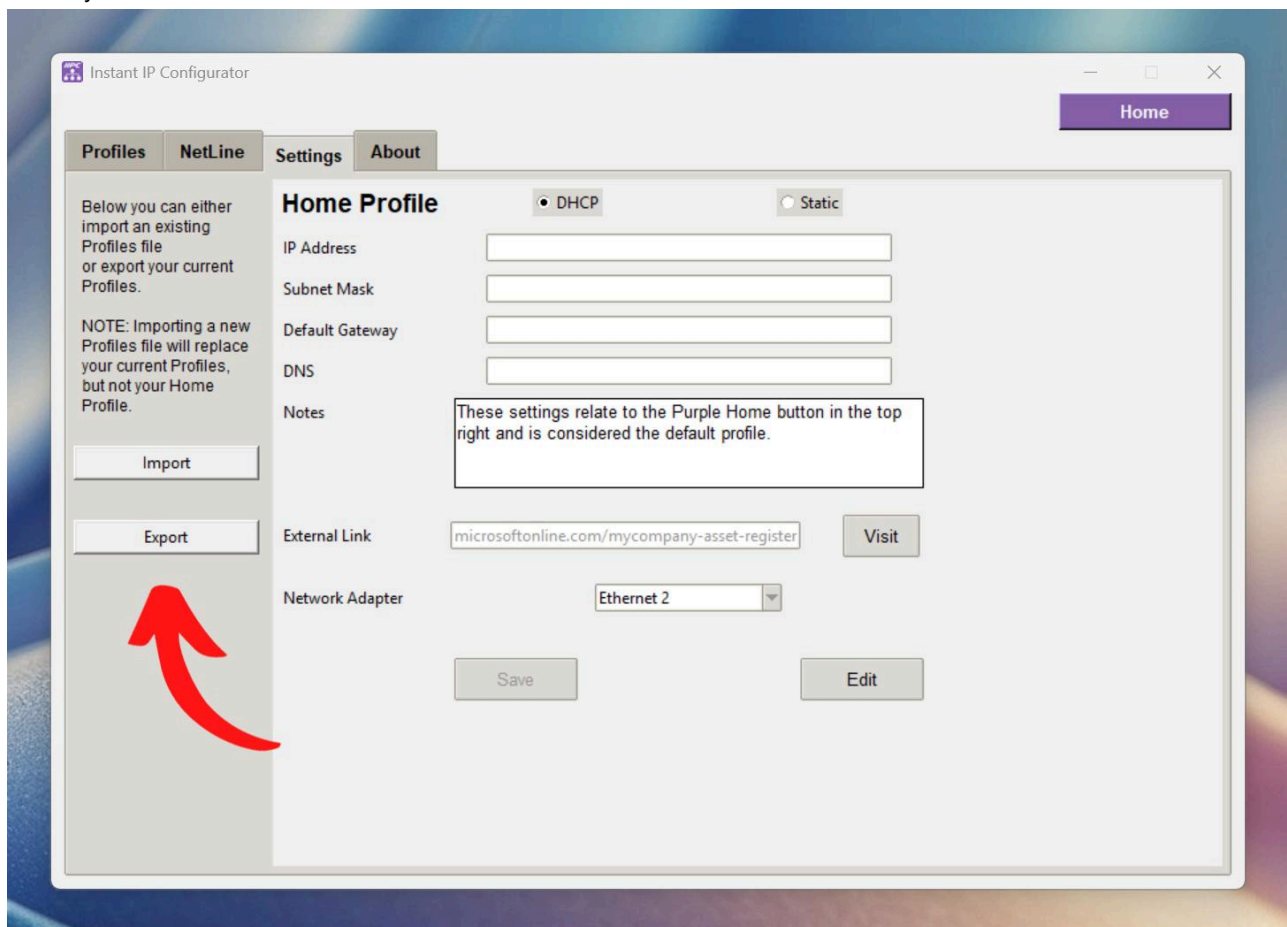 Instant IP Configurator
Home
Profiles NetLine Settings About
Below you can either
import an existing
Profiles file
or export your current
Profiles.
NOTE: Importing a new
Profiles file will replace
your current Profiles,
but not your Home
Profile.
Import
Export
Home Profile DHCP Static
IP Address
Subnet Mask
Default Gateway
DNS
Notes
These settings relate to the Purple Home button in the top
right and is considered the default profile.
External Link microsoftonline.com/mycompany-asset-register Visit
Network Adapter Ethernet 2
Save Edit